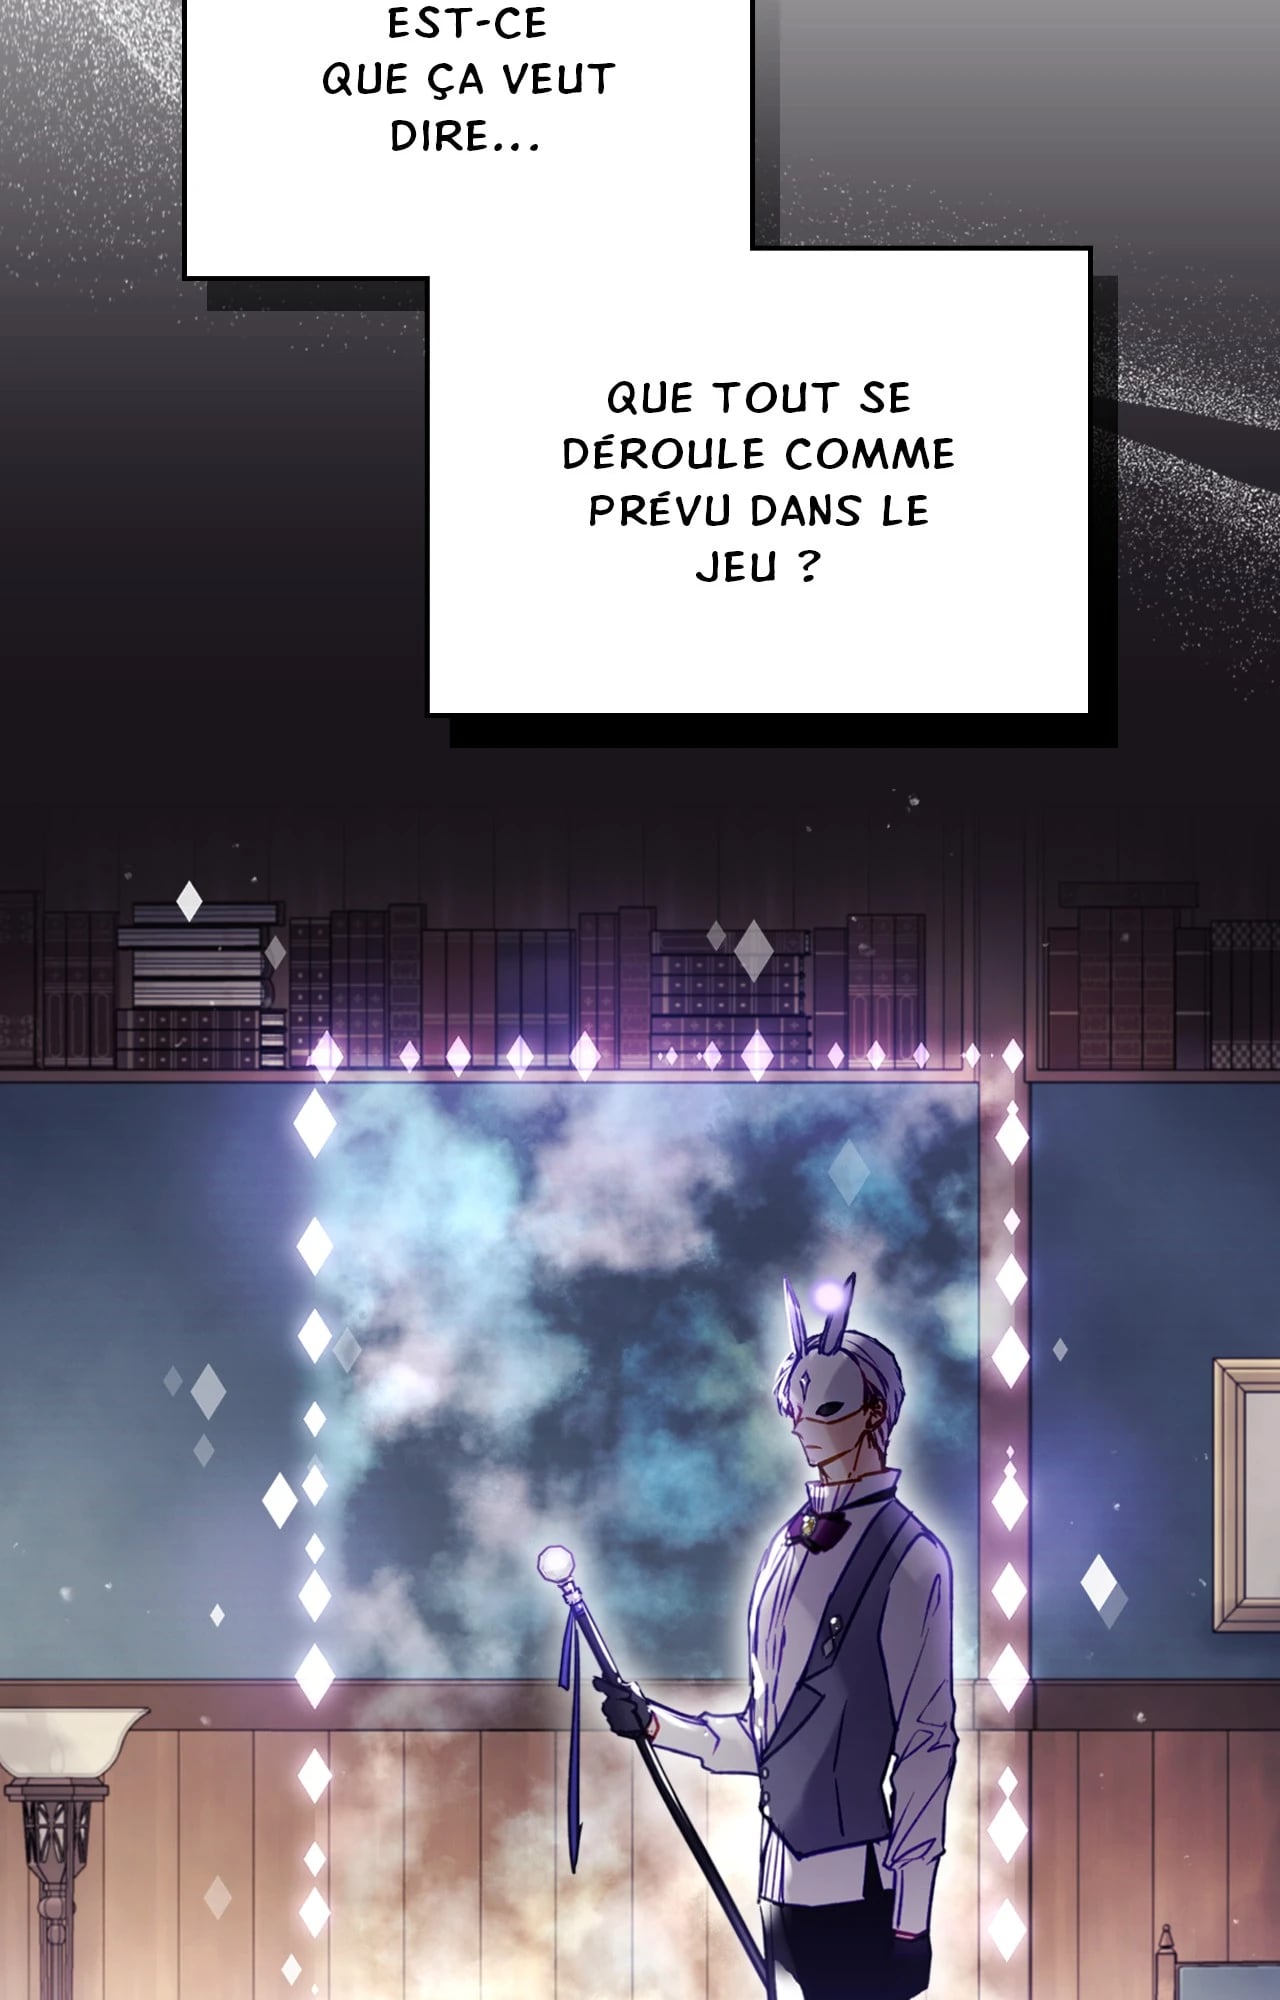 EST-CE
QUE ÇA VEUT
DIRE...
QUE TOUT SE
DÉROULE COMME
PRÉVU DANS LE
JEU ?